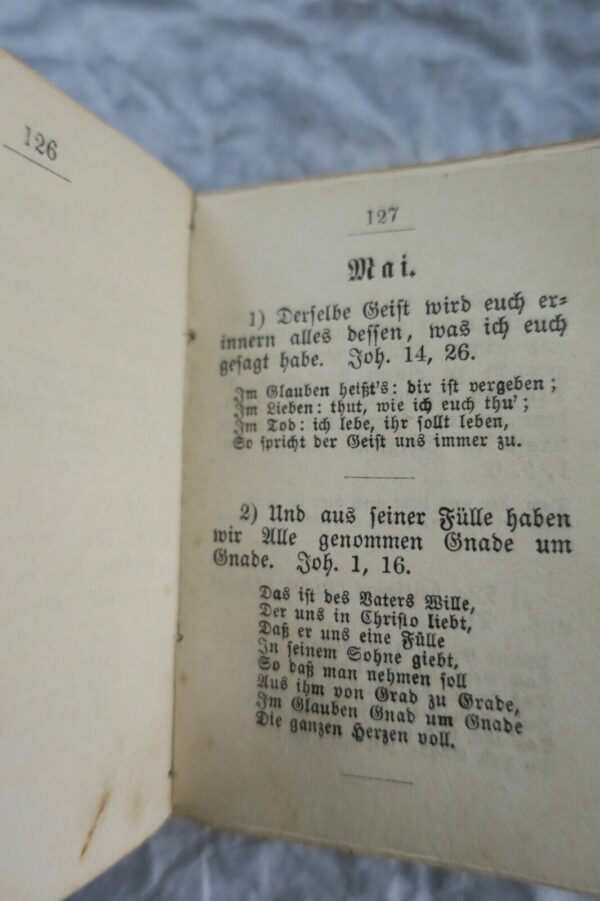 126
127
Mai.
1) Derselbe Geist wird euch er=
innern alles dessen, was ich euch
gesagt habe. Joh. 14, 26.
Im Glauben heißt's: dir ist vergeben;
Im Lieben: thut, wie ich euch thu';
Im Tod: ich lebe, ihr sollt leben,
So spricht der Geist uns immer zu.
2) Und aus seiner Fülle haben
wir Alle genommen Gnade um
Gnade. Joh. 1, 16.
Das ist des Vaters Wille,
Der uns in Christo liebt,
Daß er uns eine Fülle
In seinem Sohne giebt,
So daß man nehmen soll
Aus ihm von Grad zu Grade,
Im Glauben Gnad um Gnade
Die ganzen Herzen voll.